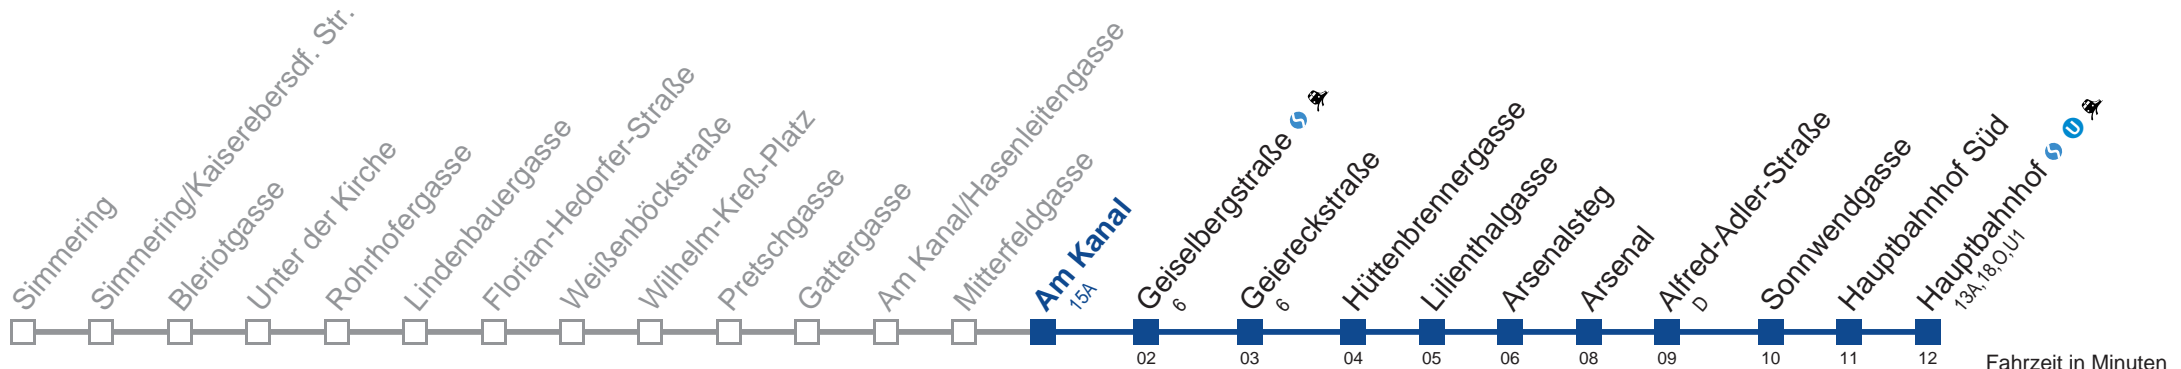 Simmering
Simmering/Kaiserebersdf. Str.
Bleriotgasse
Unter der Kirche
Rohrhofergasse
Lindenbauergasse
Florian-Hedorfer-Straße
Weißenböckstraße
Wilhelm-Kreß-Platz
Pretschgasse
Gattergasse
Am Kanal/Hasenleitengasse
Mitterfeldgasse
Am Kanal
15A
Geiselbergstraße S
6
Geiereckstraße
6
Hüttenbrennergasse
Lilienthalgasse
Arsenalsteg
Arsenal
Alfred-Adler-Straße
D
Sonnwendgasse
Hauptbahnhof Süd
Hauptbahnhof S U
13A,18,O,U1
02 03 04 05 06 08 09 10 11 12
Fahrzeit in Minuten